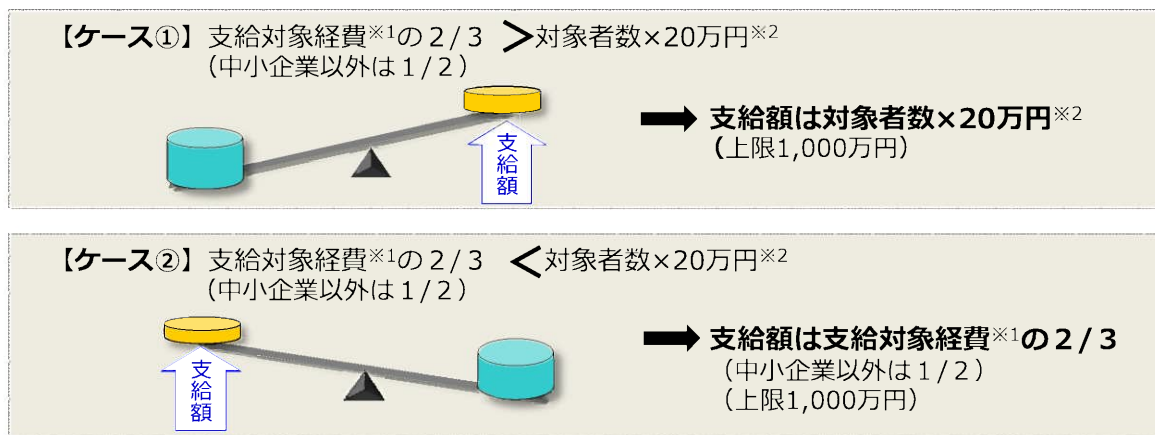 【ケース①】支給対象経費※1の２/３ ＞対象者数×20万円※2
（中小企業以外は１/２）
支給額
➡ 支給額は対象者数×20万円※2
（上限1,000万円）
【ケース②】支給対象経費※1の２/３ ＜対象者数×20万円※2
（中小企業以外は１/２）
支給額
➡ 支給額は支給対象経費※1の２/３
（中小企業以外は１/２）
（上限1,000万円）